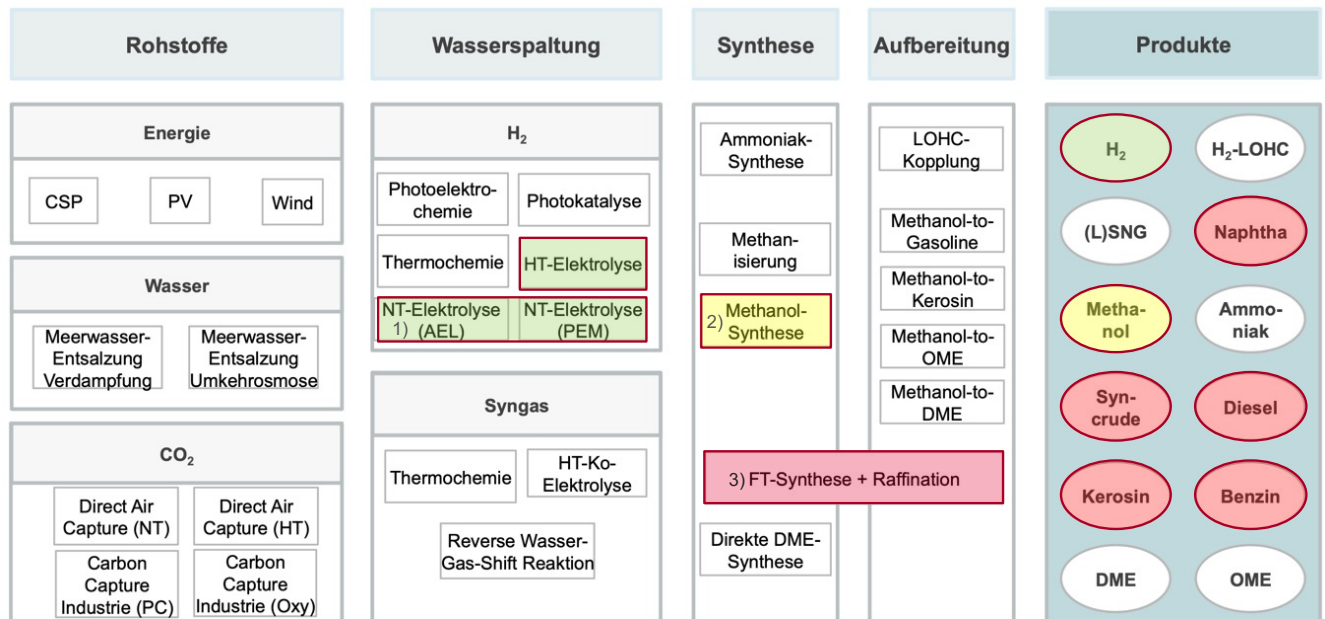 Rohstoffe
Wasserspaltung
Synthese
Aufbereitung
Produkte
Energie
CSP
PV
Wind
Wasser
Meerwasser-
Entsalzung
Verdampfung
Meerwasser-
Entsalzung
Umkehrosmose
CO₂
Direct Air
Capture (NT)
Direct Air
Capture (HT)
Carbon
Capture
Industrie (PC)
Carbon
Capture
Industrie (Oxy)
H₂
Photoelektro-
chemie
Photokatalyse
Thermochemie
HT-Elektrolyse
NT-Elektrolyse
1) (AEL)
NT-Elektrolyse
(PEM)
Syngas
Thermochemie
HT-Ko-
Elektrolyse
Reverse Wasser-
Gas-Shift Reaktion
Ammoniak-
Synthese
Methan-
isierung
2) Methanol-
Synthese
3) FT-Synthese + Raffination
Direkte DME-
Synthese
LOHC-
Kopplung
Methanol-to-
Gasoline
Methanol-to-
Kerosin
Methanol-to-
OME
Methanol-to-
DME
H₂
H₂-LOHC
(L)SNG
Naphtha
Metha-
nol
Ammo-
niak
Syn-
crude
Diesel
Kerosin
Benzin
DME
OME